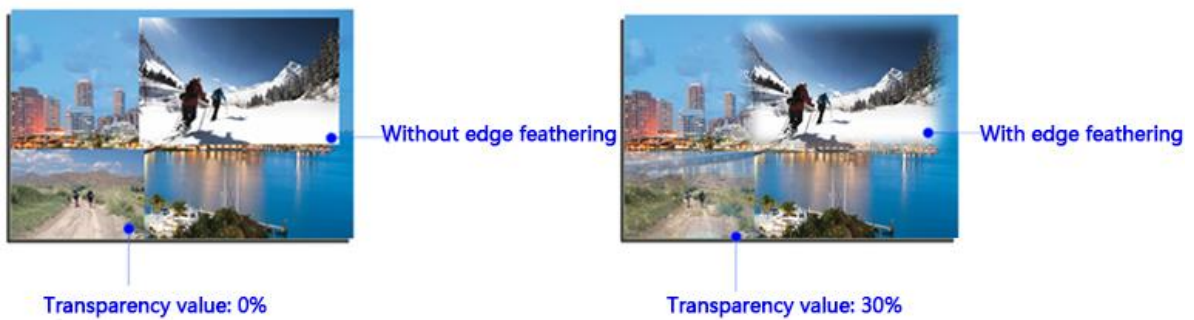 Without edge feathering
With edge feathering
Transparency value: 0%
Transparency value: 30%